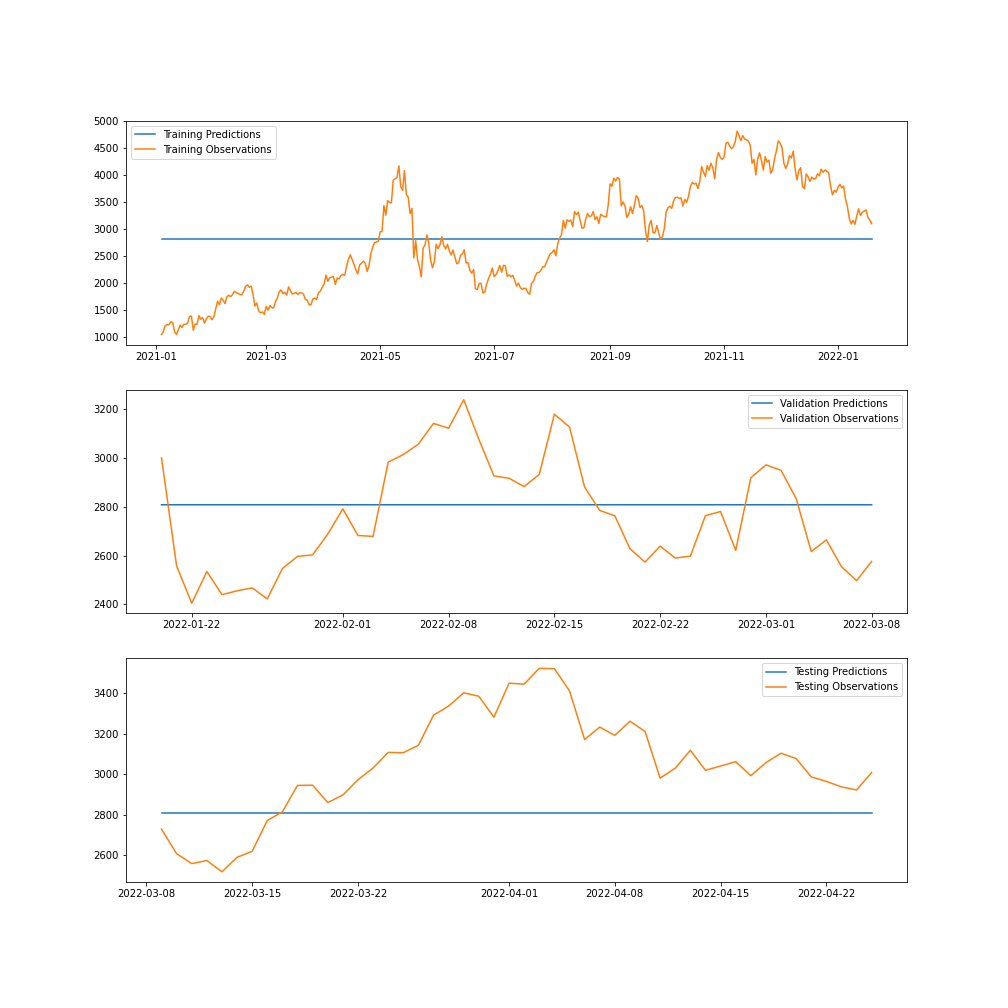 5000
4500
4000
3500
3000
2500
2000
1500
1000
Training Predictions
Training Observations
2021-01 2021-03 2021-05 2021-07 2021-09 2021-11 2022-01
3200
3000
2800
2600
2400
Validation Predictions
Validation Observations
2022-01-22 2022-02-01 2022-02-08 2022-02-15 2022-02-22 2022-03-01 2022-03-08
3400
3200
3000
2800
2600
Testing Predictions
Testing Observations
2022-03-08 2022-03-15 2022-03-22 2022-04-01 2022-04-08 2022-04-15 2022-04-22